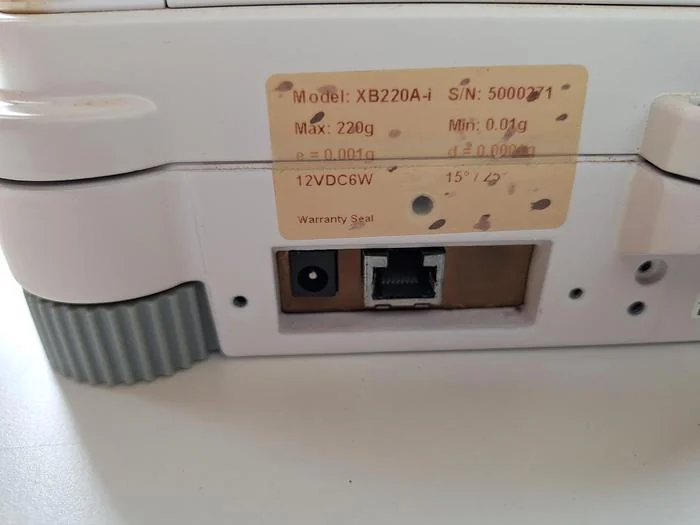 Model: XB220A-i S/N: 5000271
Max: 220g Min: 0.01g
e = 0.001g d =
12VDC6W 15° /
Warranty Seal